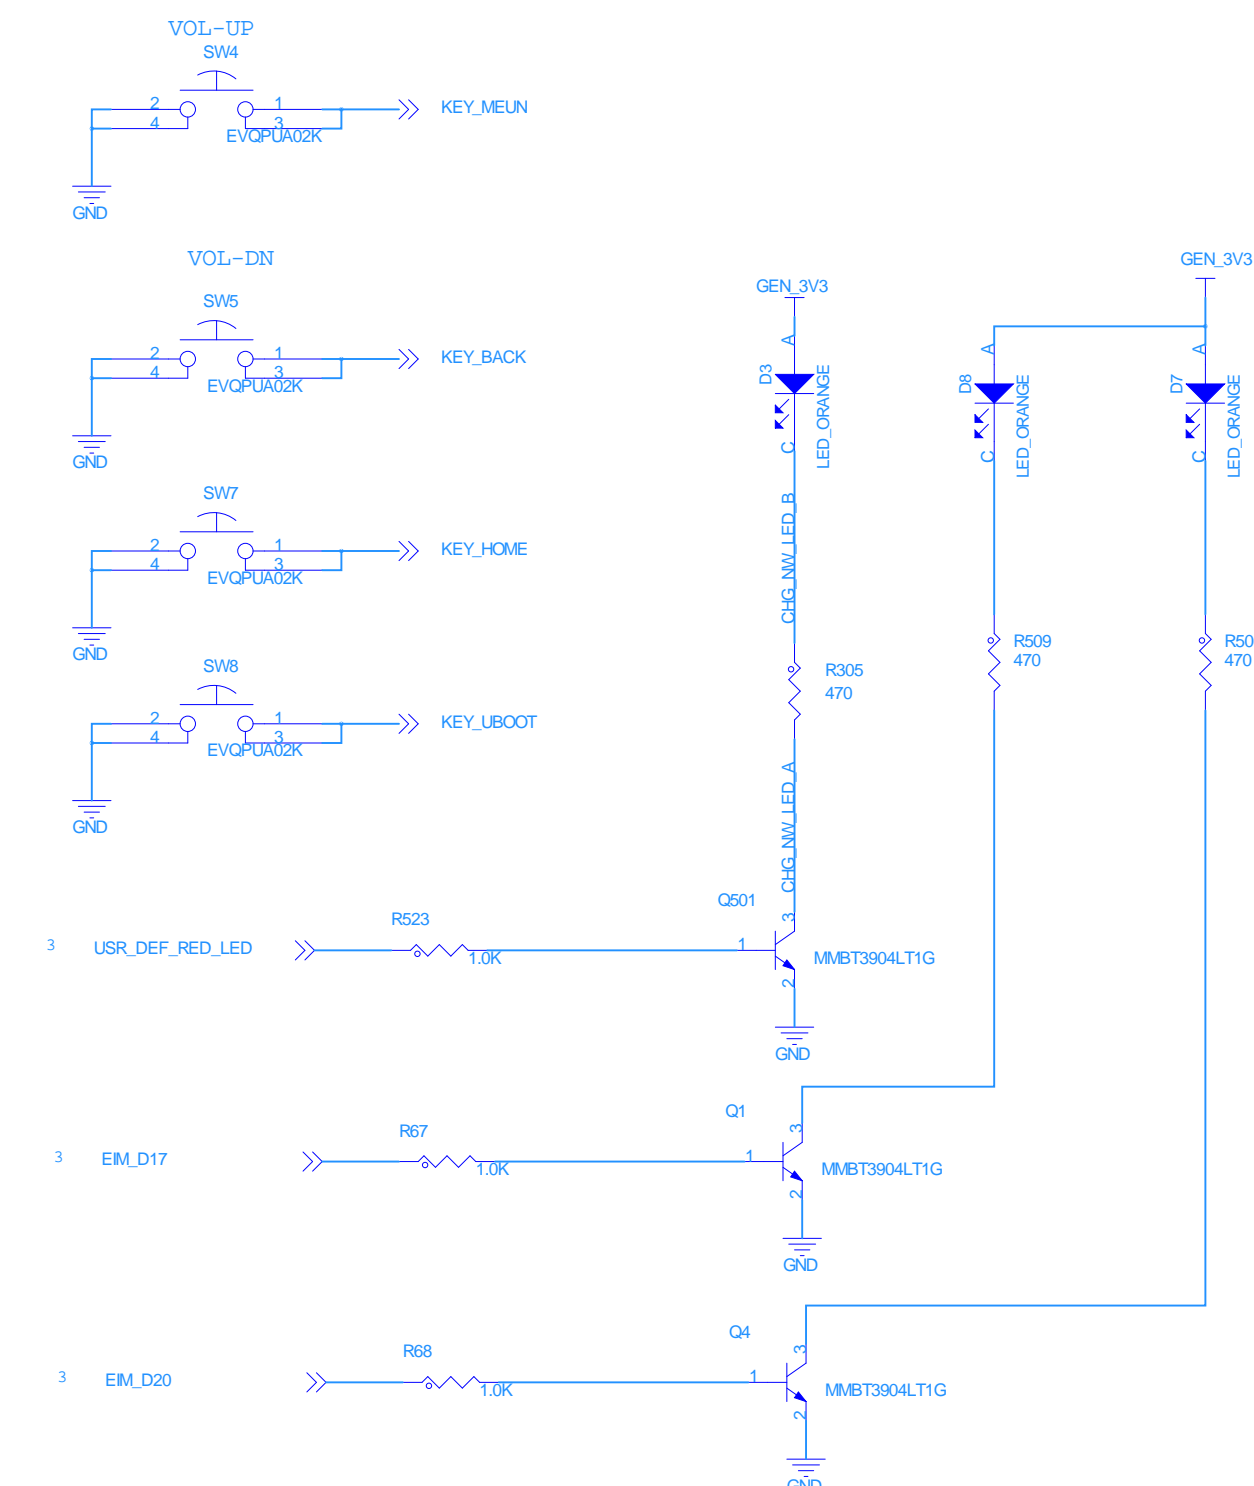 VOL-UP
SW4
2
1
4
3
EVQPUA02K
KEY_MEUN
GND
VOL-DN
SW5
2
1
4
3
EVQPUA02K
KEY_BACK
GND
SW7
2
1
4
3
EVQPUA02K
KEY_HOME
GND
SW8
2
1
4
3
EVQPUA02K
KEY_UBOOT
GND
GEN_3V3
A
D3
LED_ORANGE
C
CHG_NW_LED_B
R305
470
CHG_NW_LED_A
GEN_3V3
A
D8
LED_ORANGE
C
R509
470
A
D7
LED_ORANGE
C
R50
470
3
USR_DEF_RED_LED
R523
1.0K
Q501
1
3
2
MMBT3904LT1G
GND
3
EIM_D17
R67
1.0K
Q1
1
3
2
MMBT3904LT1G
GND
3
EIM_D20
R68
1.0K
Q4
1
3
2
MMBT3904LT1G
GND